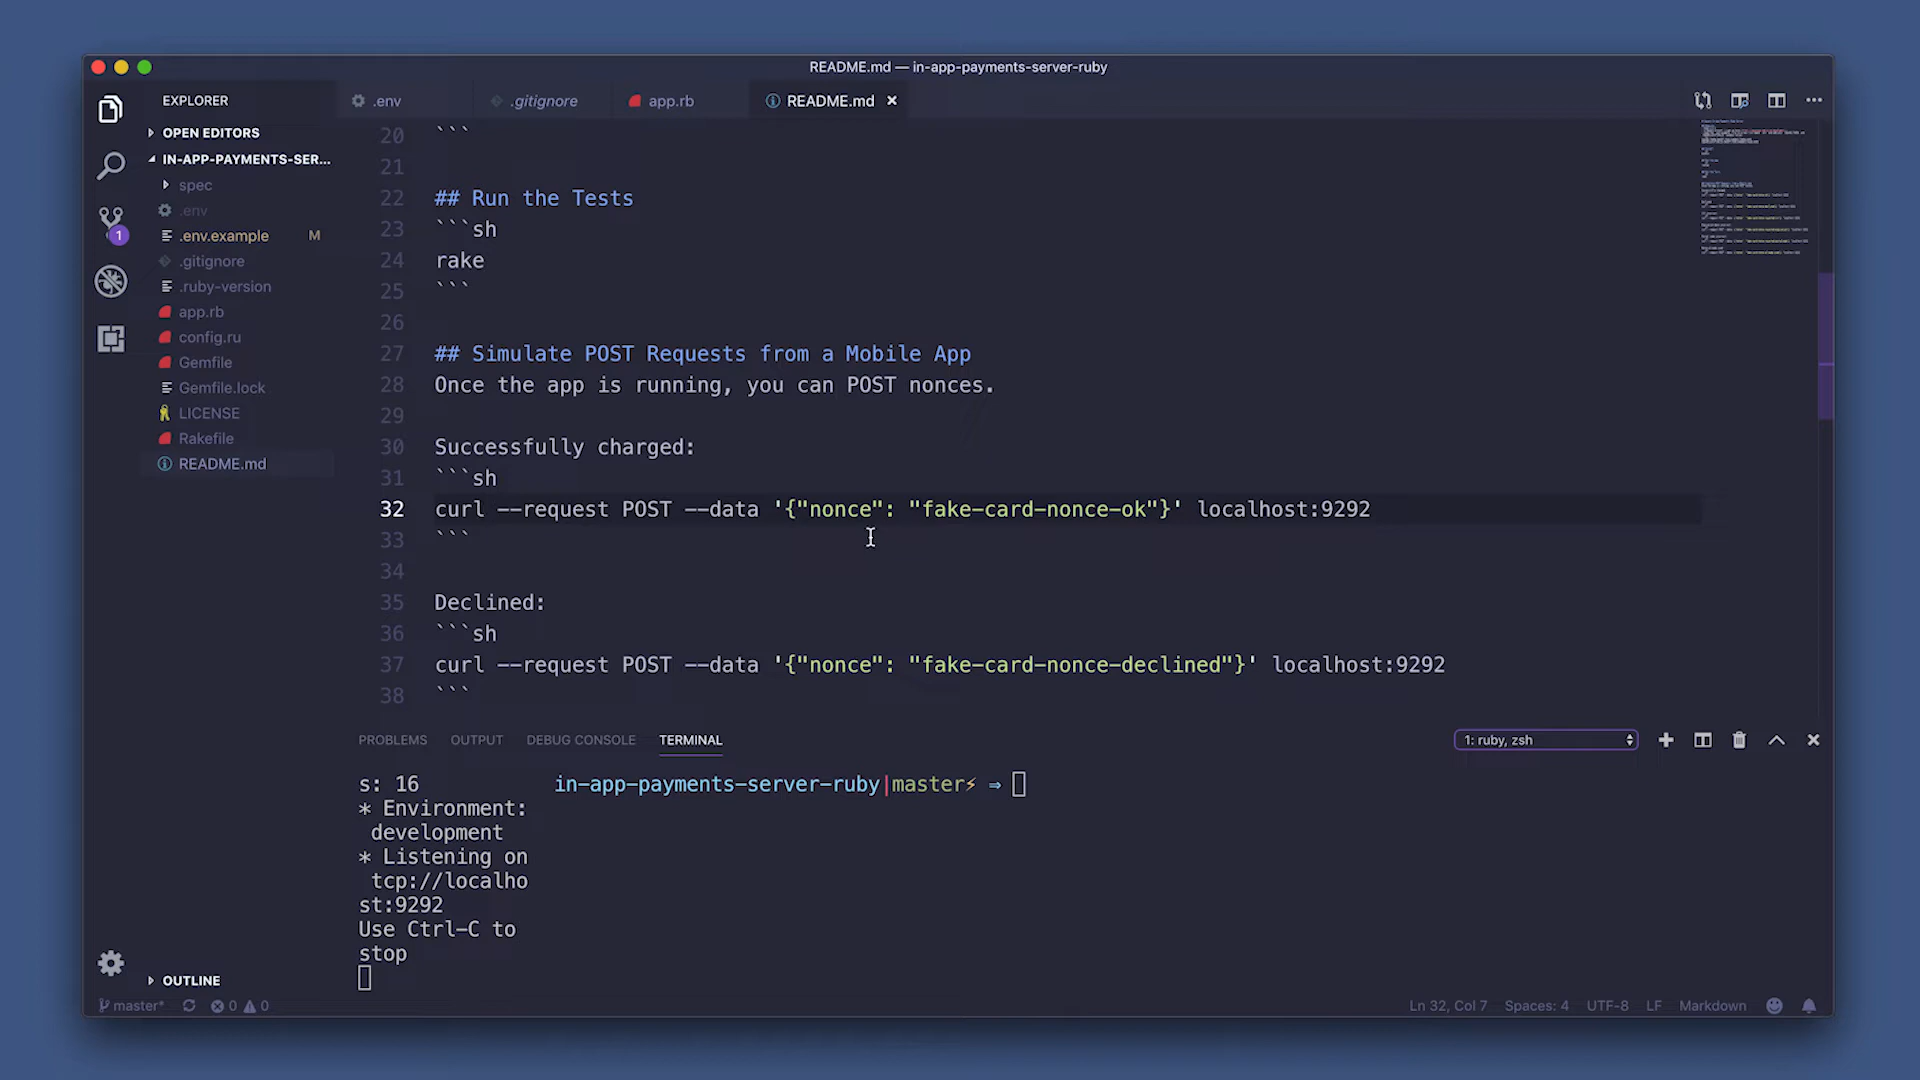 README.md — in-app-payments-server-ruby
EXPLORER
OPEN EDITORS
IN-APP-PAYMENTS-SER...
spec
.env
.env.example M
.gitignore
.ruby-version
app.rb
config.ru
Gemfile
Gemfile.lock
LICENSE
Rakefile
README.md
OUTLINE
1
.env .gitignore app.rb README.md
20 ```
21
22 ## Run the Tests
23 ```sh
24 rake
25 ```
26
27 ## Simulate POST Requests from a Mobile App
28 Once the app is running, you can POST nonces.
29
30 Successfully charged:
31 ```sh
32 curl --request POST --data '{"nonce": "fake-card-nonce-ok"}' localhost:9292
33 ```
34
35 Declined:
36 ```sh
37 curl --request POST --data '{"nonce": "fake-card-nonce-declined"}' localhost:9292
38 ```
PROBLEMS OUTPUT DEBUG CONSOLE TERMINAL
1: ruby, zsh
s: 16
* Environment:
development
* Listening on
tcp://localho
st:9292
Use Ctrl-C to
stop
in-app-payments-server-ruby|master⚡ ⇒
master* 0 0
Ln 32, Col 7 Spaces: 4 UTF-8 LF Markdown